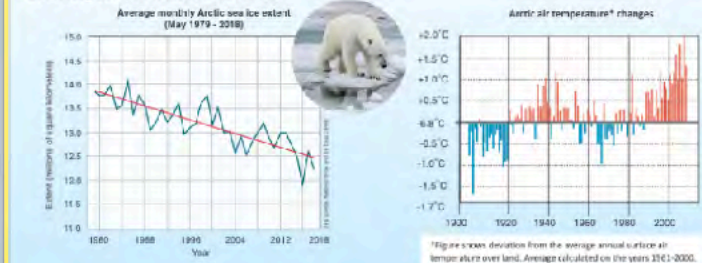 Average monthly Arctic sea ice extent
(May 1979 - 2018)
Extent (millions of square kilometers)
15.0
14.5
14.0
13.5
13.0
12.5
12.0
11.5
11.0
1980
1988
1996
2004
2012
2018
Year
Arctic air temperature* changes
+2.0°C
+1.5°C
+1.0°C
+0.5°C
0.0°C
-0.5°C
-1.0°C
-1.5°C
-1.7°C
1900
1920
1940
1960
1980
2000
*Figure shows deviation from the average annual surface air
temperature over land. Average calculated on the years 1961-2000.